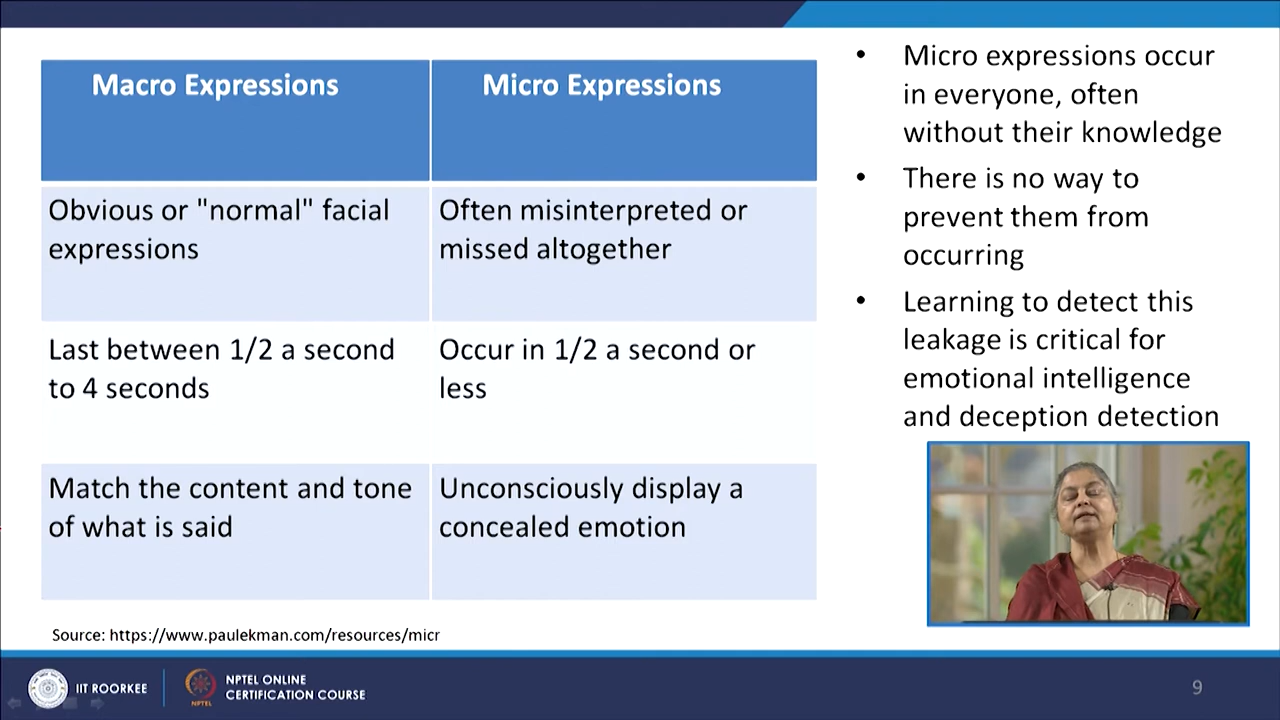 Macro Expressions
Micro Expressions
Obvious or "normal" facial
expressions
Often misinterpreted or
missed altogether
Last between 1/2 a second
to 4 seconds
Occur in 1/2 a second or
less
Match the content and tone
of what is said
Unconsciously display a
concealed emotion
Source: https://www.paulekman.com/resources/micr
• Micro expressions occur
in everyone, often
without their knowledge
• There is no way to
prevent them from
occurring
• Learning to detect this
leakage is critical for
emotional intelligence
and deception detection
IIT ROORKEE
NPTEL
NPTEL ONLINE
CERTIFICATION COURSE
9